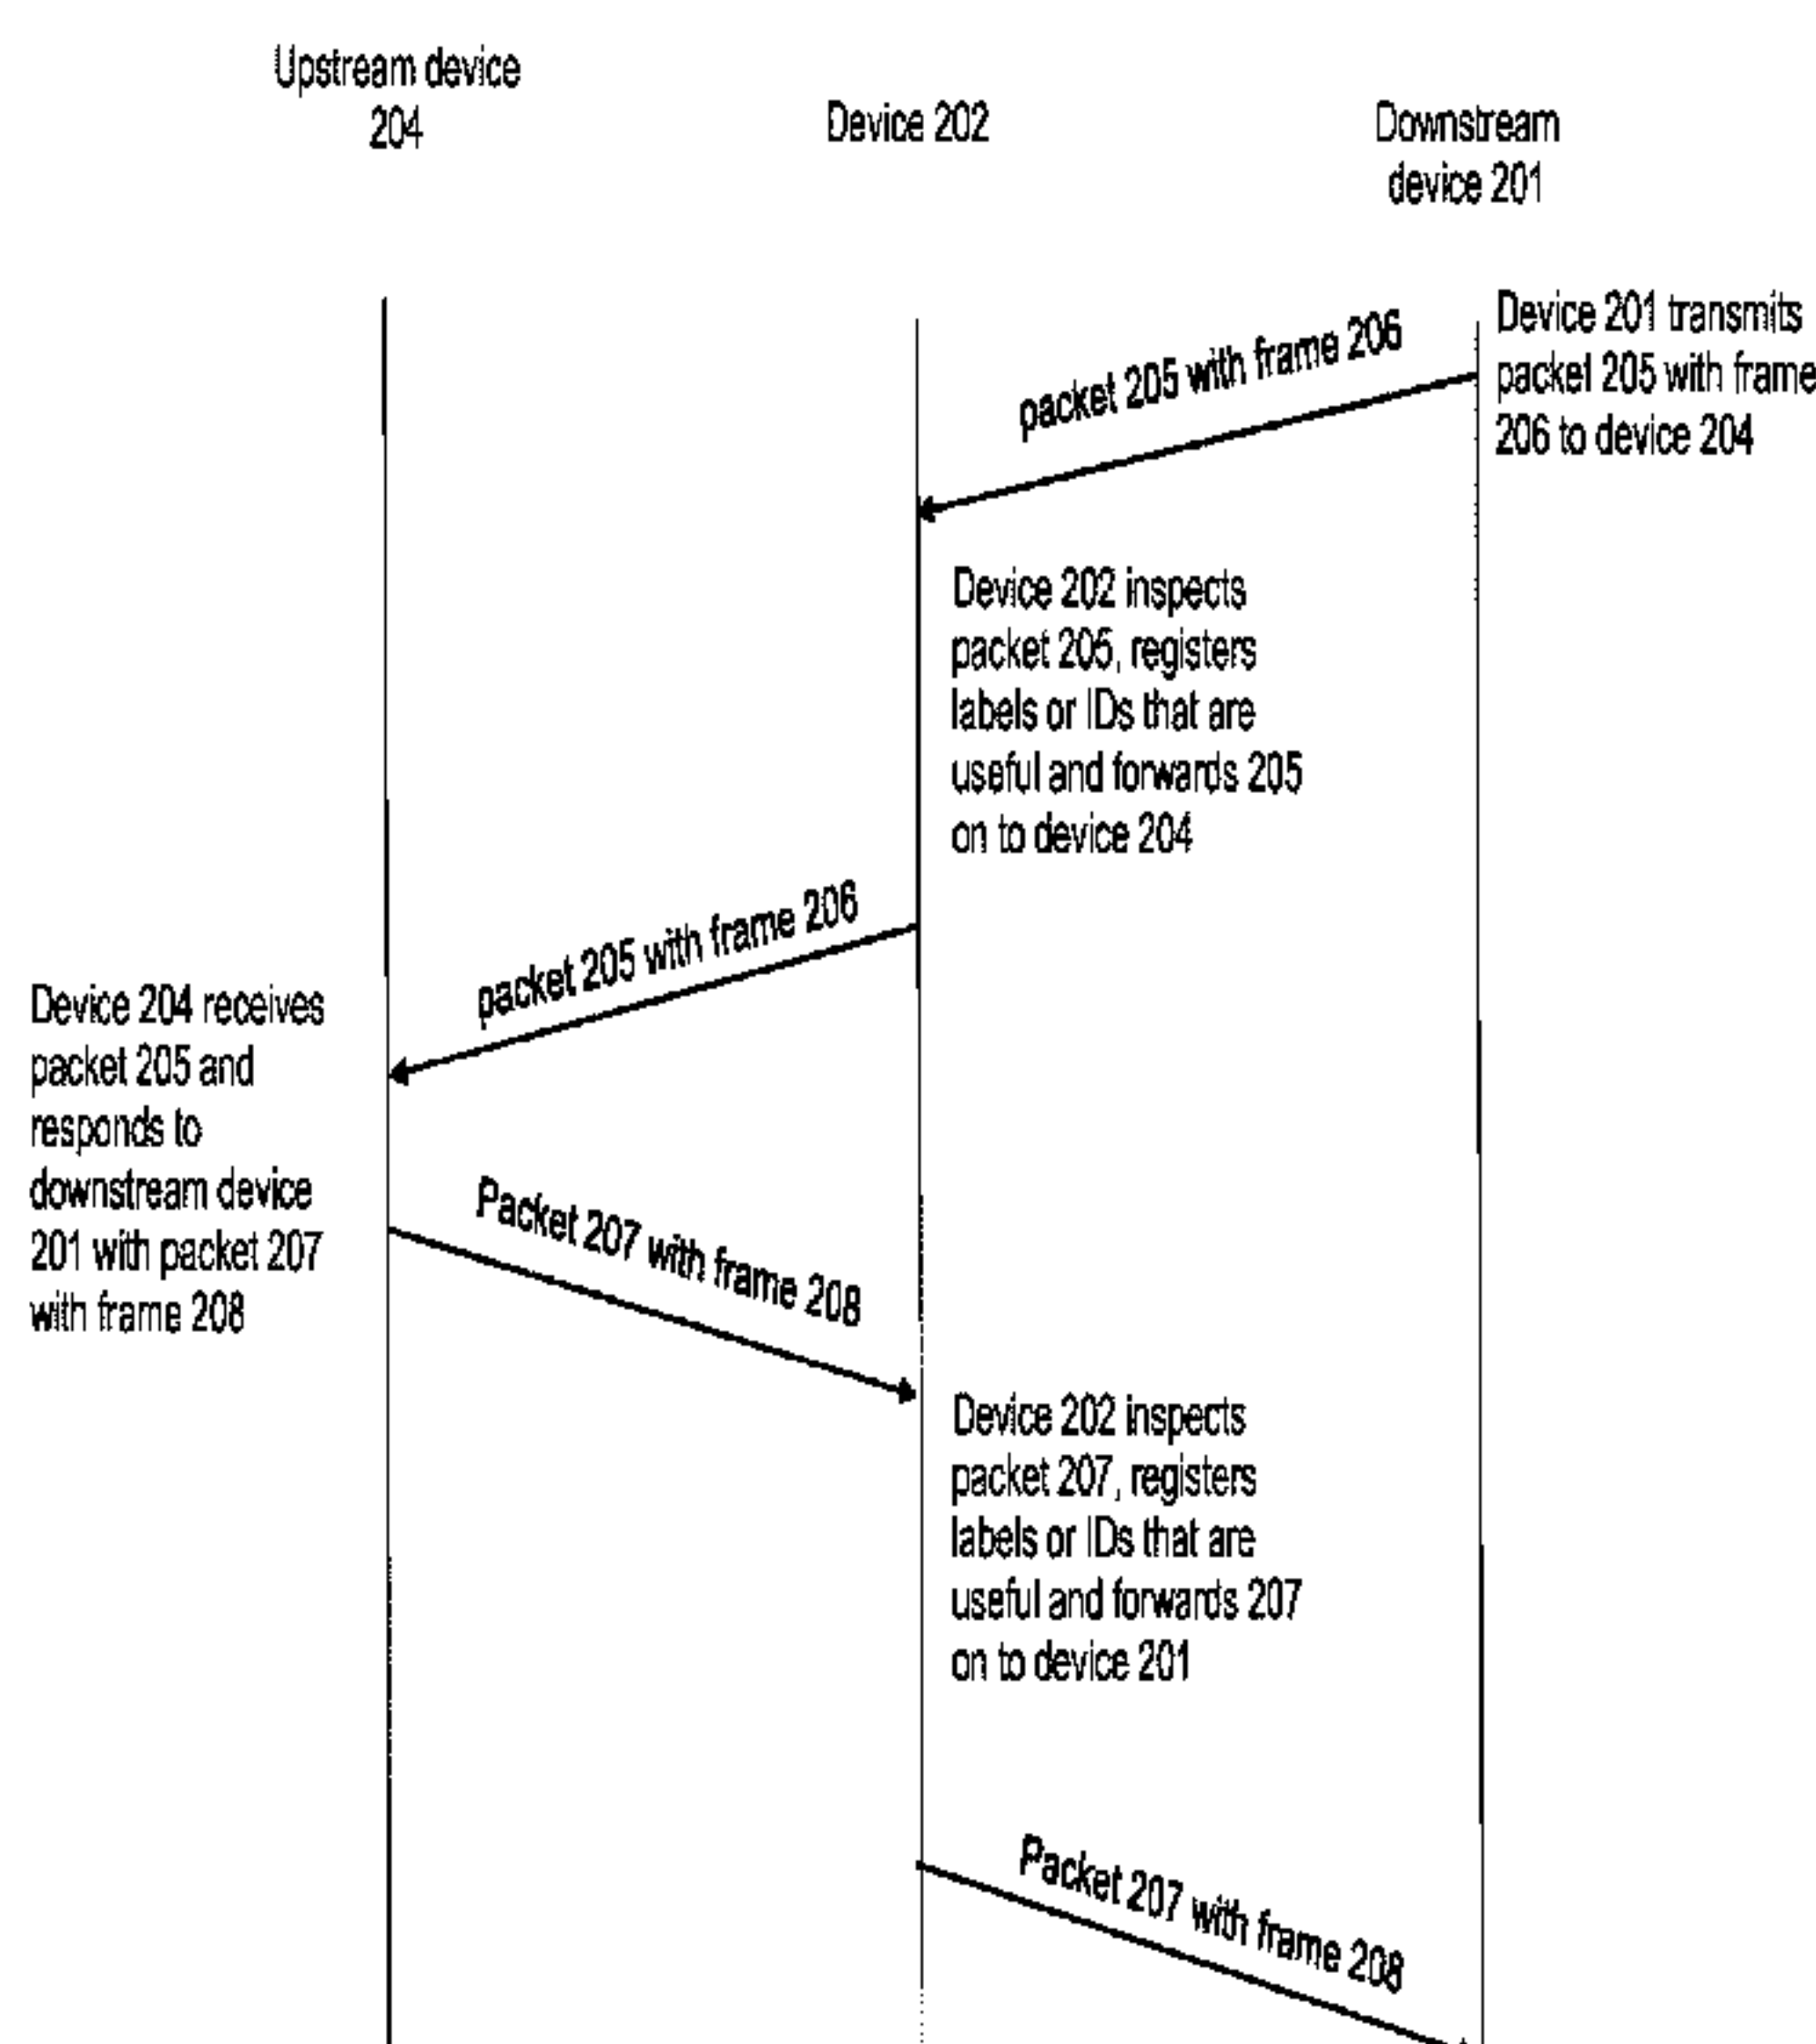 Upstream device
204
Device 202
Downstream
device 201
Device 201 transmits
packet 205 with frame
206 to device 204
packet 205 with frame 206
Device 202 inspects
packet 205, registers
labels or IDs that are
useful and forwards 205
on to device 204
packet 205 with frame 206
Device 204 receives
packet 205 and
responds to
downstream device
201 with packet 207
with frame 208
Packet 207 with frame 208
Device 202 inspects
packet 207, registers
labels or IDs that are
useful and forwards 207
on to device 201
Packet 207 with frame 208